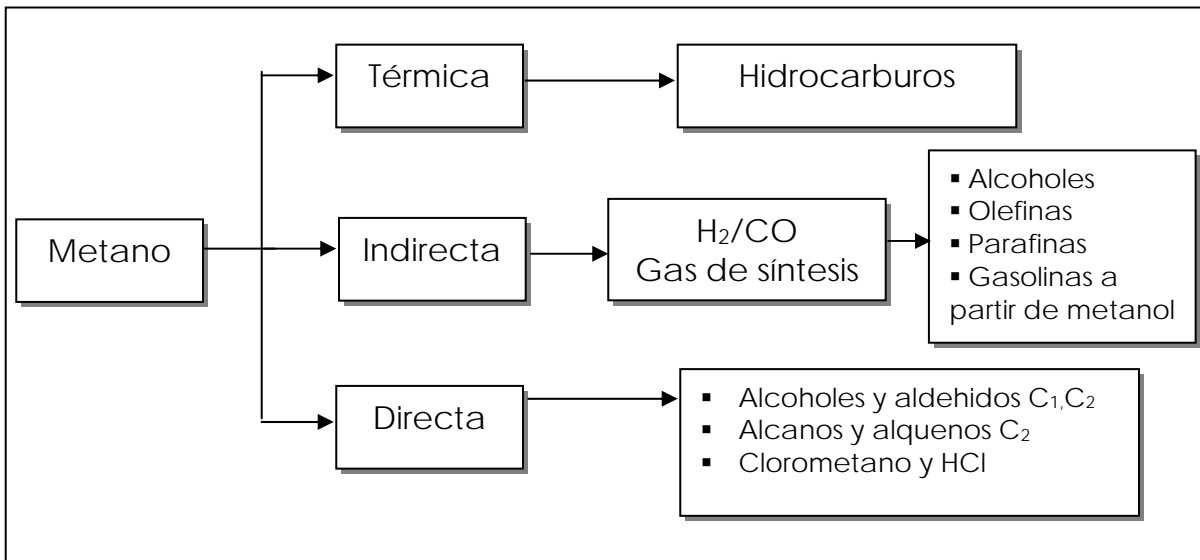 Térmica
Hidrocarburos
Metano
Indirecta
H₂/CO
Gas de síntesis
▪ Alcoholes
▪ Olefinas
▪ Parafinas
▪ Gasolinas a
partir de metanol
Directa
▪ Alcoholes y aldehidos C₁,C₂
▪ Alcanos y alquenos C₂
▪ Clorometano y HCl